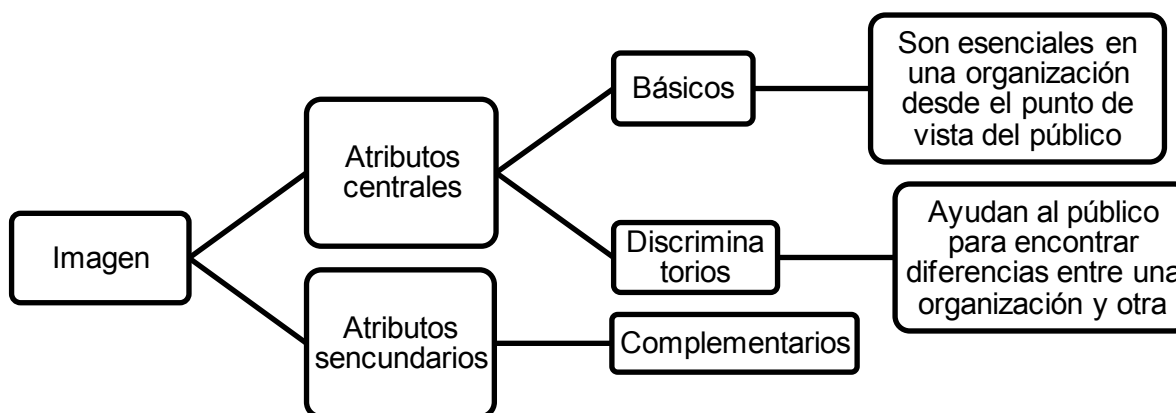 Imagen
Atributos
centrales
Básicos
Son esenciales en
una organización
desde el punto de
vista del público
Discrimina
torios
Ayudan al público
para encontrar
diferencias entre una
organización y otra
Atributos
sencundarios
Complementarios